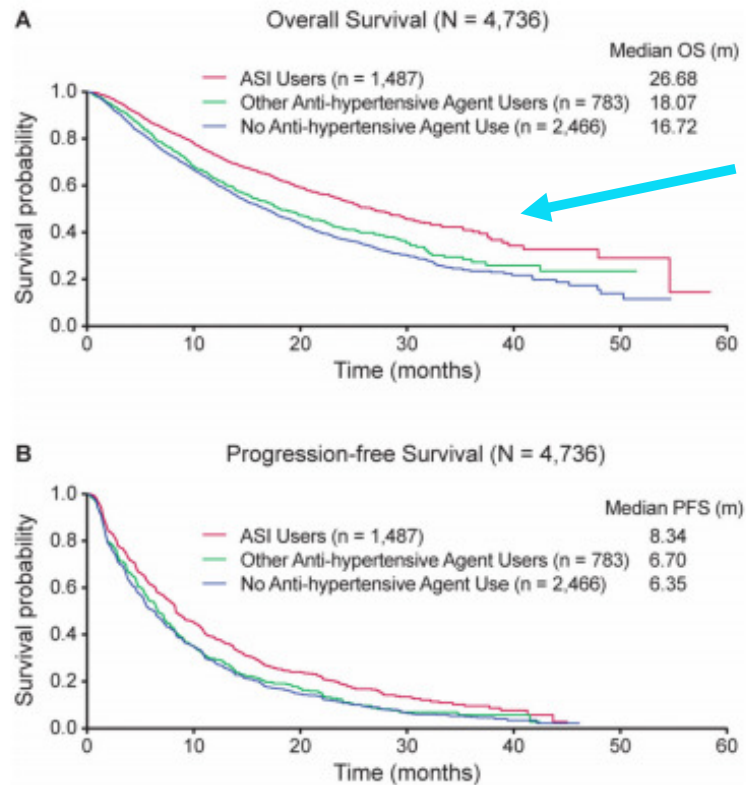 A Overall Survival (N = 4,736)
Median OS (m)
ASI Users (n = 1,487) 26.68
Other Anti-hypertensive Agent Users (n = 783) 18.07
No Anti-hypertensive Agent Use (n = 2,466) 16.72
Survival probability
1.0
0.8
0.6
0.4
0.2
0.0
0 10 20 30 40 50 60
Time (months)
B Progression-free Survival (N = 4,736)
Median PFS (m)
ASI Users (n = 1,487) 8.34
Other Anti-hypertensive Agent Users (n = 783) 6.70
No Anti-hypertensive Agent Use (n = 2,466) 6.35
Survival probability
1.0
0.8
0.6
0.4
0.2
0.0
0 10 20 30 40 50 60
Time (months)